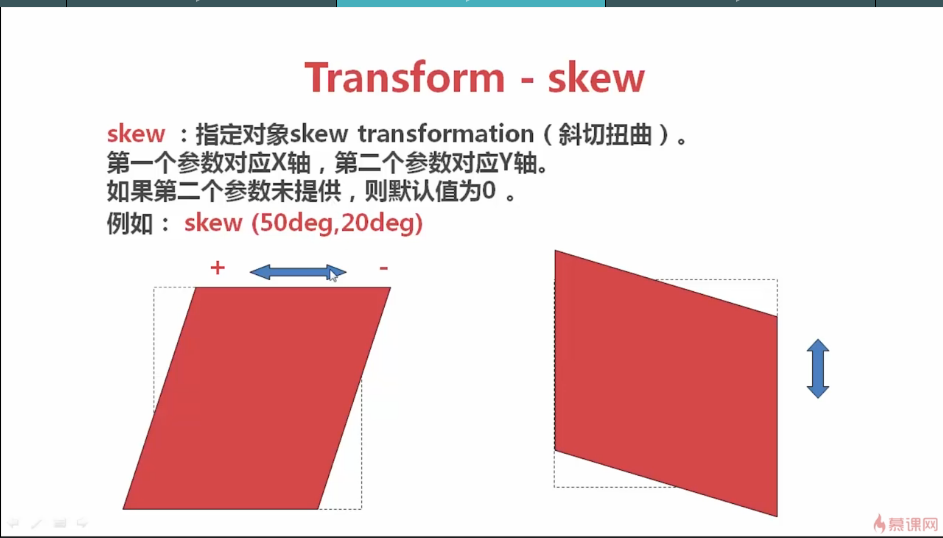 Transform - skew
skew ：指定对象skew transformation（斜切扭曲）。
第一个参数对应X轴，第二个参数对应Y轴。
如果第二个参数未提供，则默认值为0 。
例如： skew (50deg,20deg)
+ -
慕课网